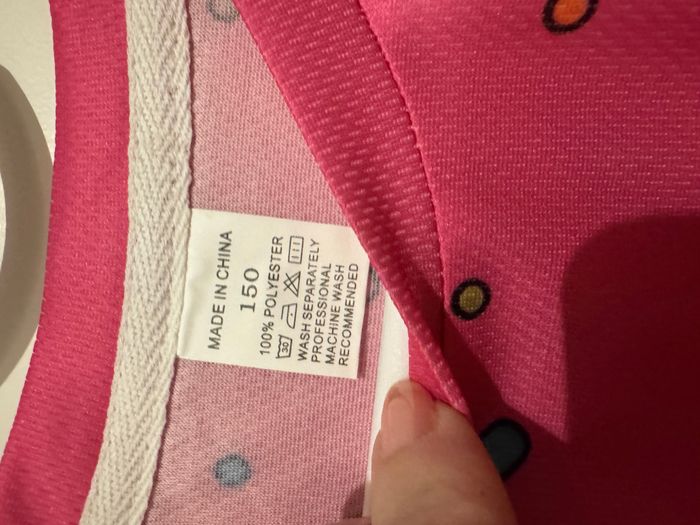 MADE IN CHINA
150
100% POLYESTER
30
WASH SEPARATELY
PROFESSIONAL
MACHINE WASH
RECOMMENDED